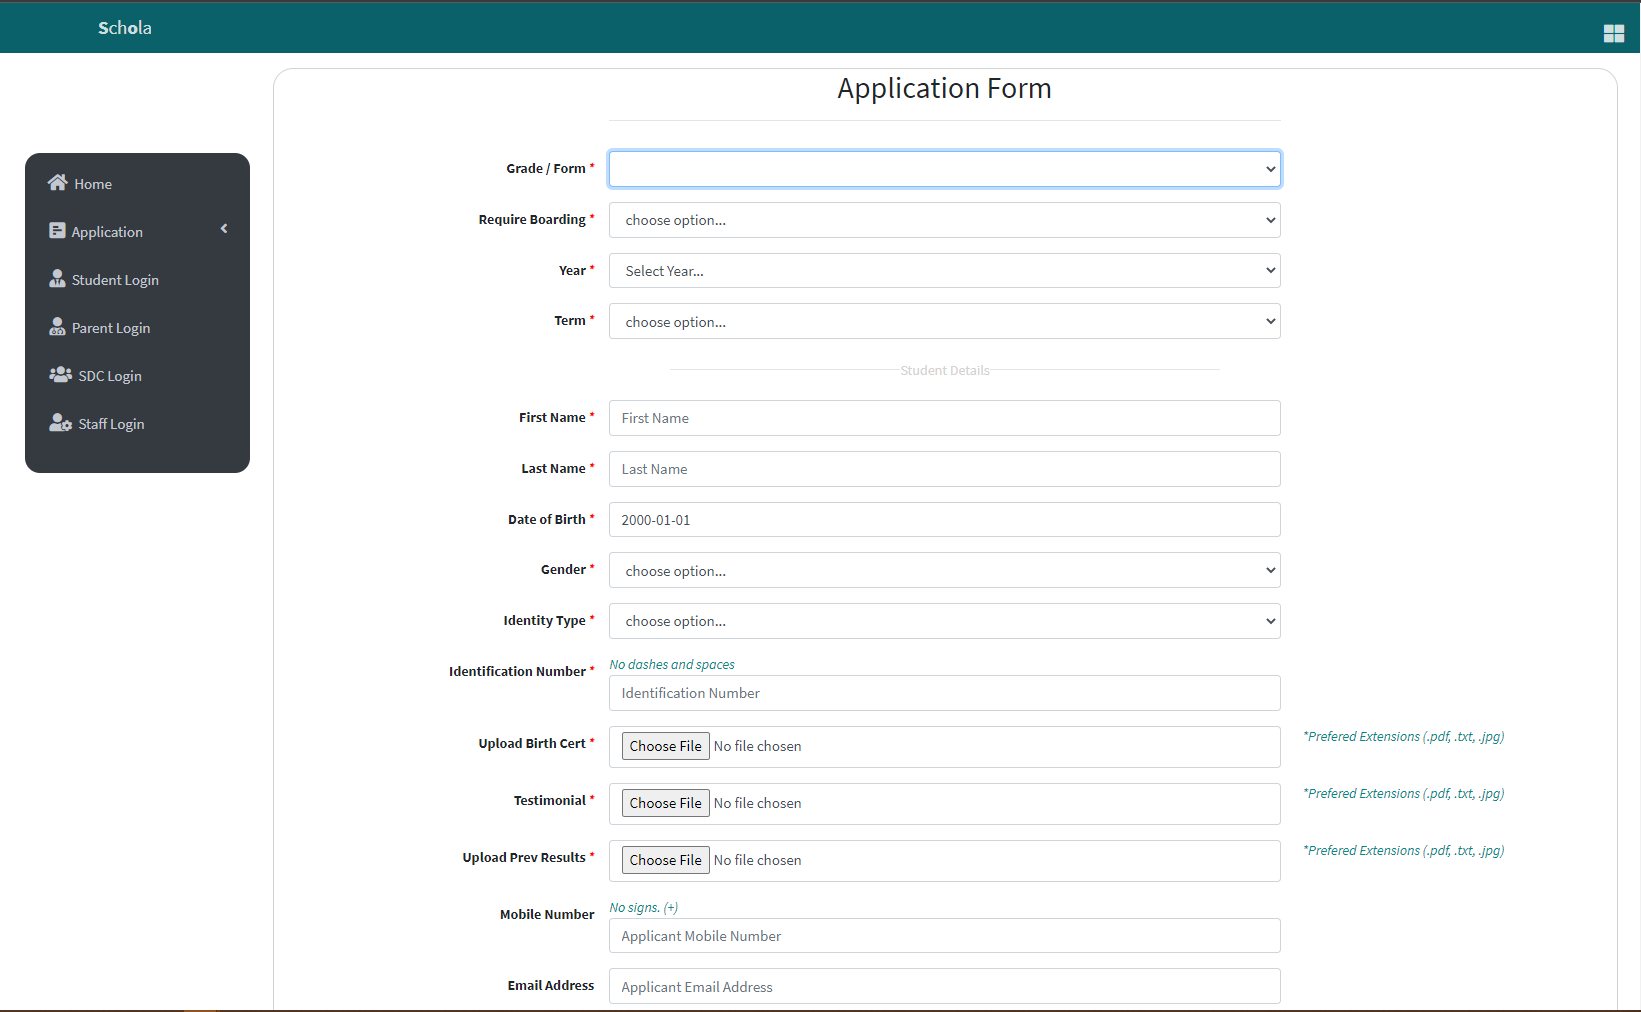 Schola
Application Form
Home
Application
Student Login
Parent Login
SDC Login
Staff Login
Grade / Form *
Require Boarding * choose option...
Year * Select Year...
Term * choose option...
Student Details
First Name * First Name
Last Name * Last Name
Date of Birth * 2000-01-01
Gender * choose option...
Identity Type * choose option...
Identification Number * No dashes and spaces
Identification Number
Upload Birth Cert * Choose File No file chosen *Prefered Extensions (.pdf, .txt, .jpg)
Testimonial * Choose File No file chosen *Prefered Extensions (.pdf, .txt, .jpg)
Upload Prev Results * Choose File No file chosen *Prefered Extensions (.pdf, .txt, .jpg)
Mobile Number No signs. (+)
Applicant Mobile Number
Email Address Applicant Email Address